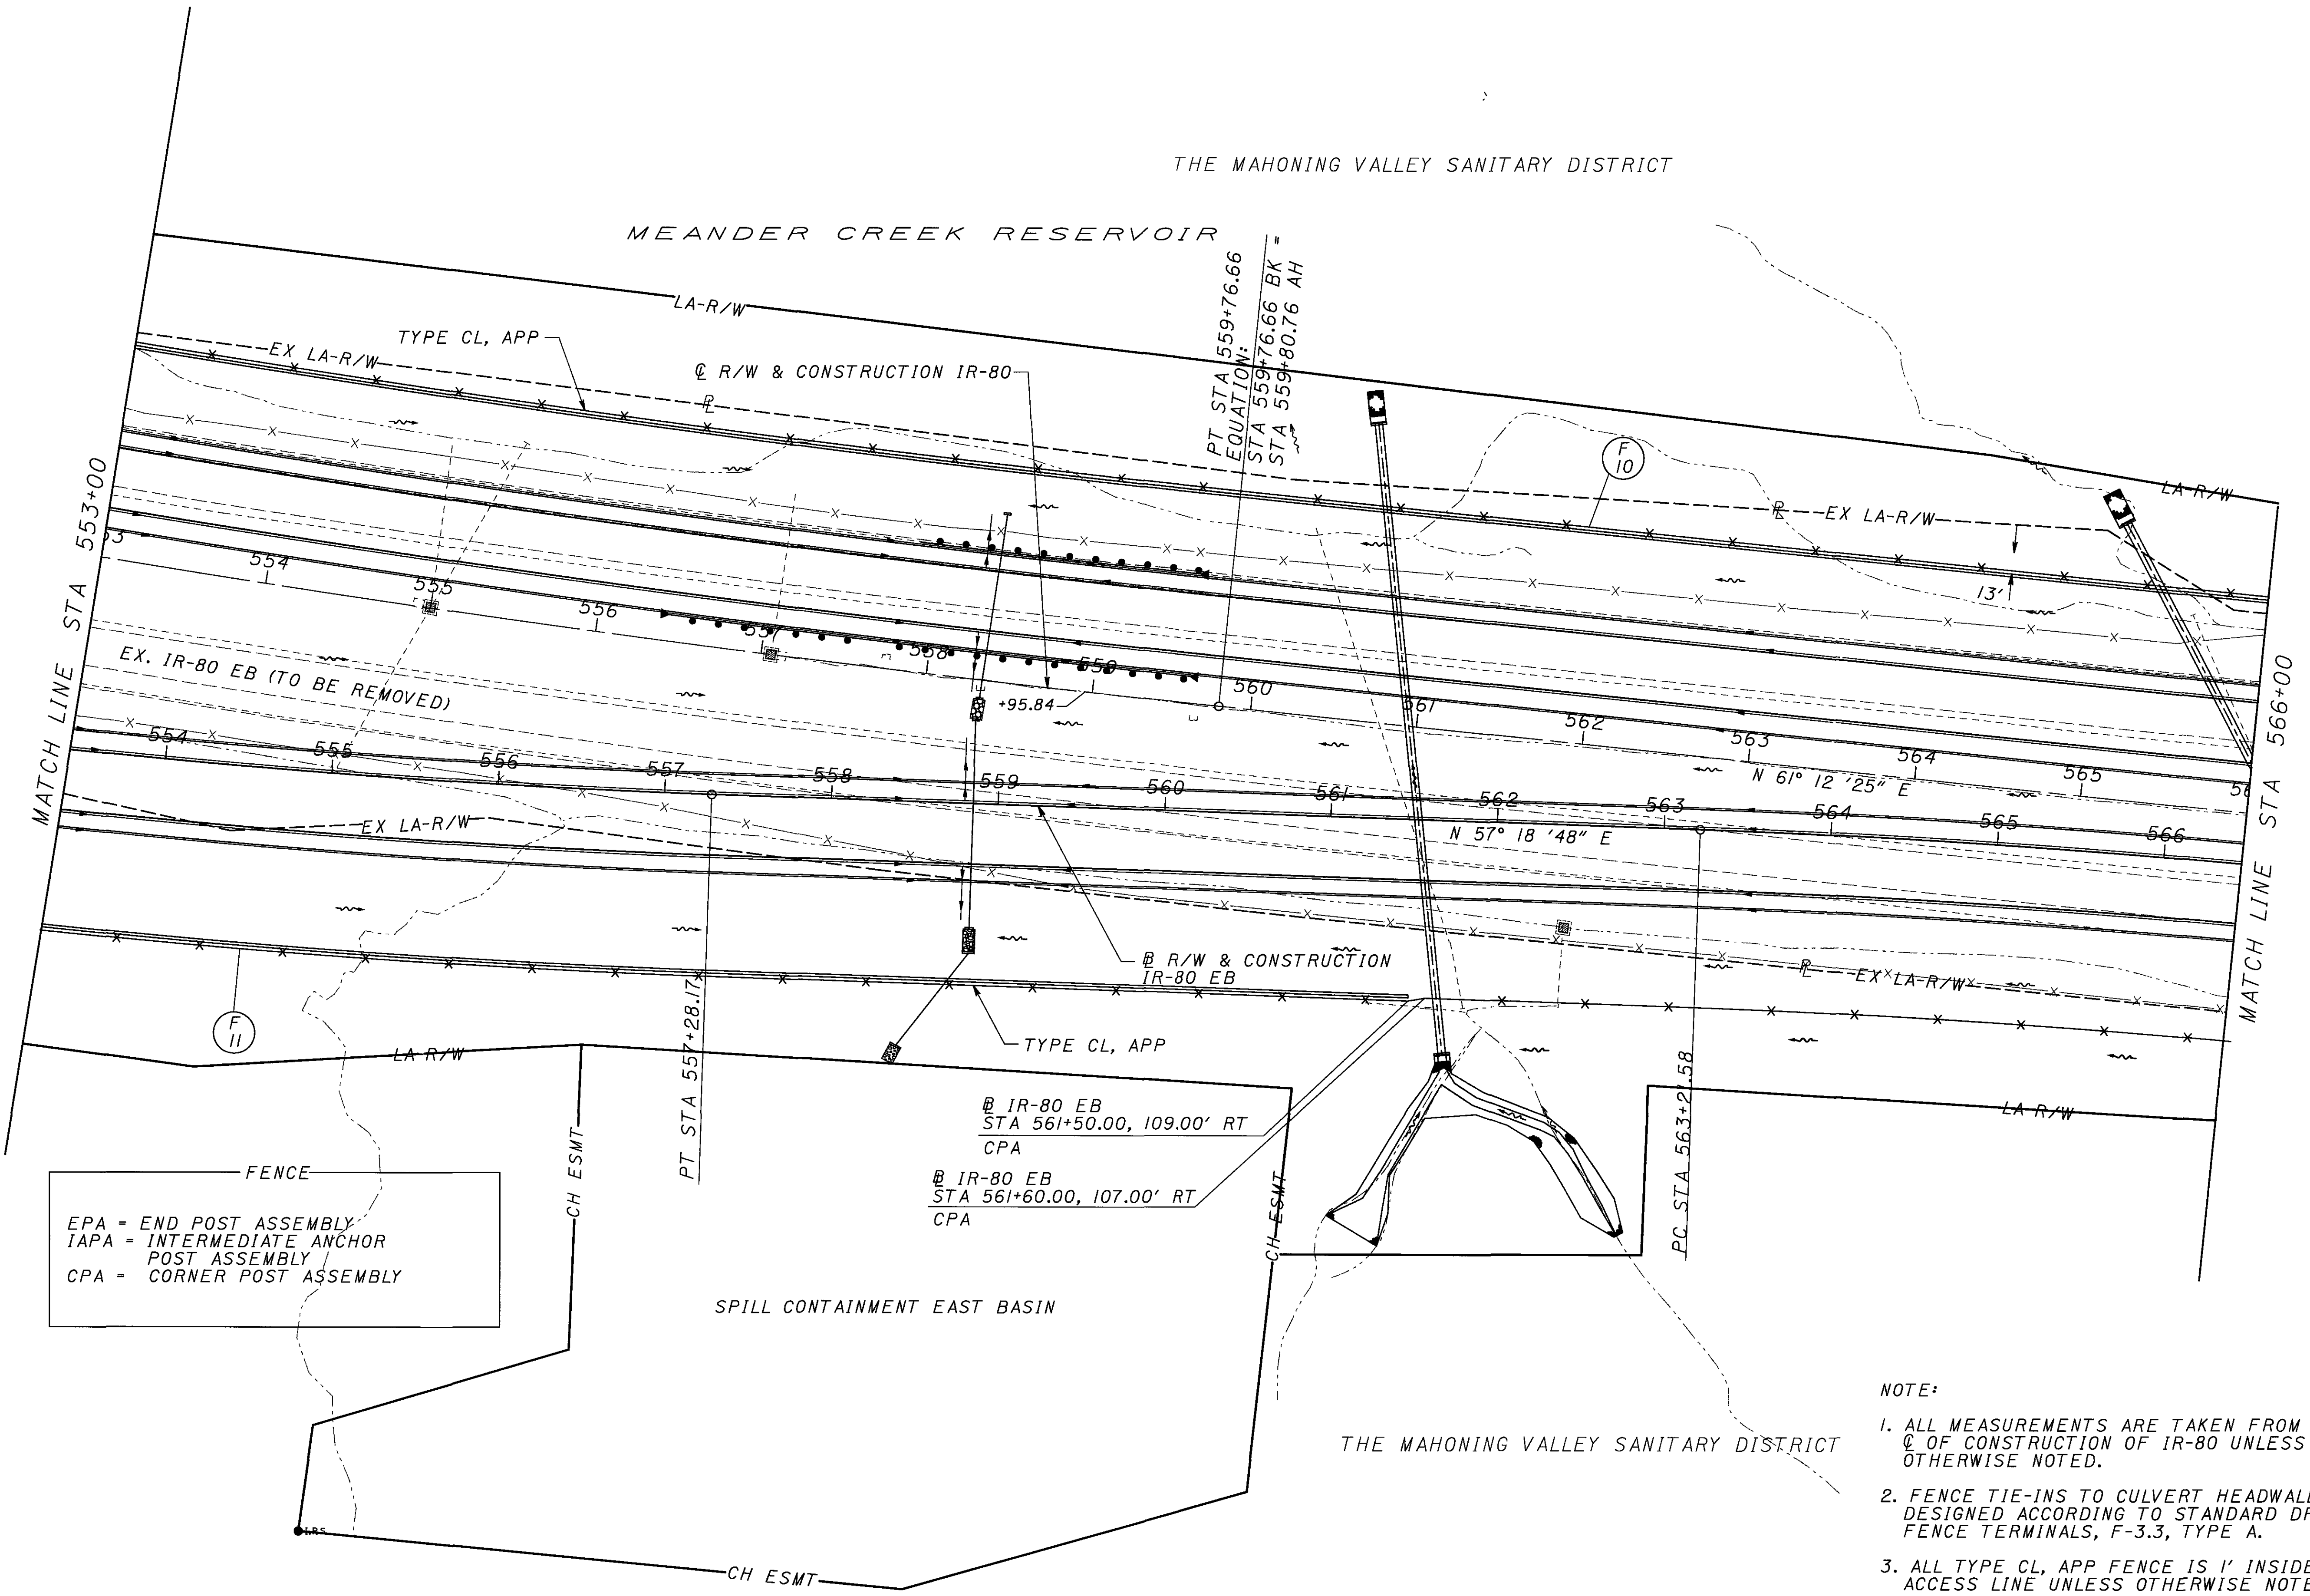 THE MAHONING VALLEY SANITARY DISTRICT
MEANDER CREEK RESERVOIR
PT STA 559+76.66
EQUATION:
STA 559+76.66 BK =
STA 559+80.76 AH
LA-R/W
TYPE CL, APP
EX LA-R/W
℄ R/W & CONSTRUCTION IR-80
F
10
LA-R/W
EX LA-R/W
13'
MATCH LINE STA 553+00
53
554
555
556
557
558
559
560
561
562
563
564
565
56
+95.84
N 61° 12 '25" E
EX. IR-80 EB (TO BE REMOVED)
554
555
556
557
558
559
560
561
562
563
564
565
566
N 57° 18 '48" E
MATCH LINE STA 566+00
EX LA-R/W
B R/W & CONSTRUCTION
IR-80 EB
EX LA-R/W
F
11
LA-R/W
PT STA 557+28.17
TYPE CL, APP
B IR-80 EB
STA 561+50.00, 109.00' RT
CPA
B IR-80 EB
STA 561+60.00, 107.00' RT
CPA
CH ESMT
CH ESMT
LA-R/W
FENCE
EPA = END POST ASSEMBLY
IAPA = INTERMEDIATE ANCHOR
POST ASSEMBLY
CPA = CORNER POST ASSEMBLY
SPILL CONTAINMENT EAST BASIN
I.R.S.
CH ESMT
THE MAHONING VALLEY SANITARY DISTRICT
NOTE:
1. ALL MEASUREMENTS ARE TAKEN FROM
℄ OF CONSTRUCTION OF IR-80 UNLESS
OTHERWISE NOTED.
2. FENCE TIE-INS TO CULVERT HEADWAL
DESIGNED ACCORDING TO STANDARD DR
FENCE TERMINALS, F-3.3, TYPE A.
3. ALL TYPE CL, APP FENCE IS 1' INSIDE
ACCESS LINE UNLESS OTHERWISE NOTE